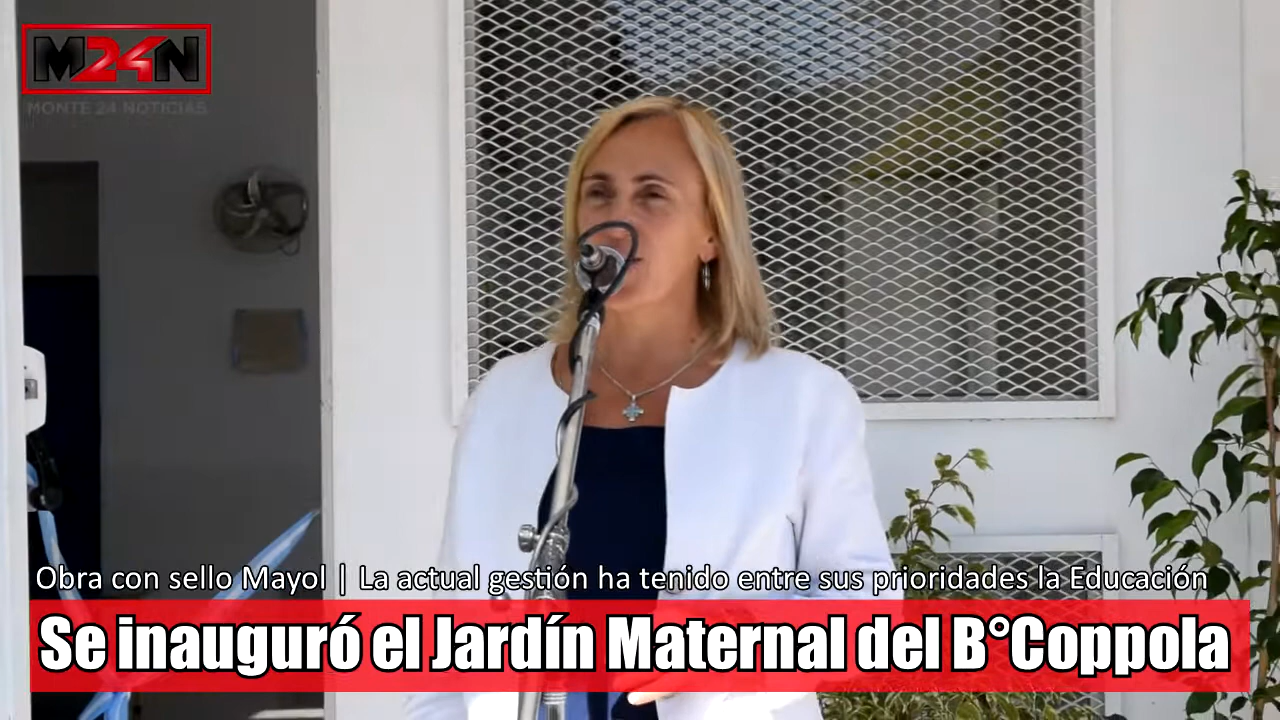 M24N
MONTE 24 NOTICIAS
Obra con sello Mayol | La actual gestión ha tenido entre sus prioridades la Educación
Se inauguró el Jardín Maternal del B°Coppola